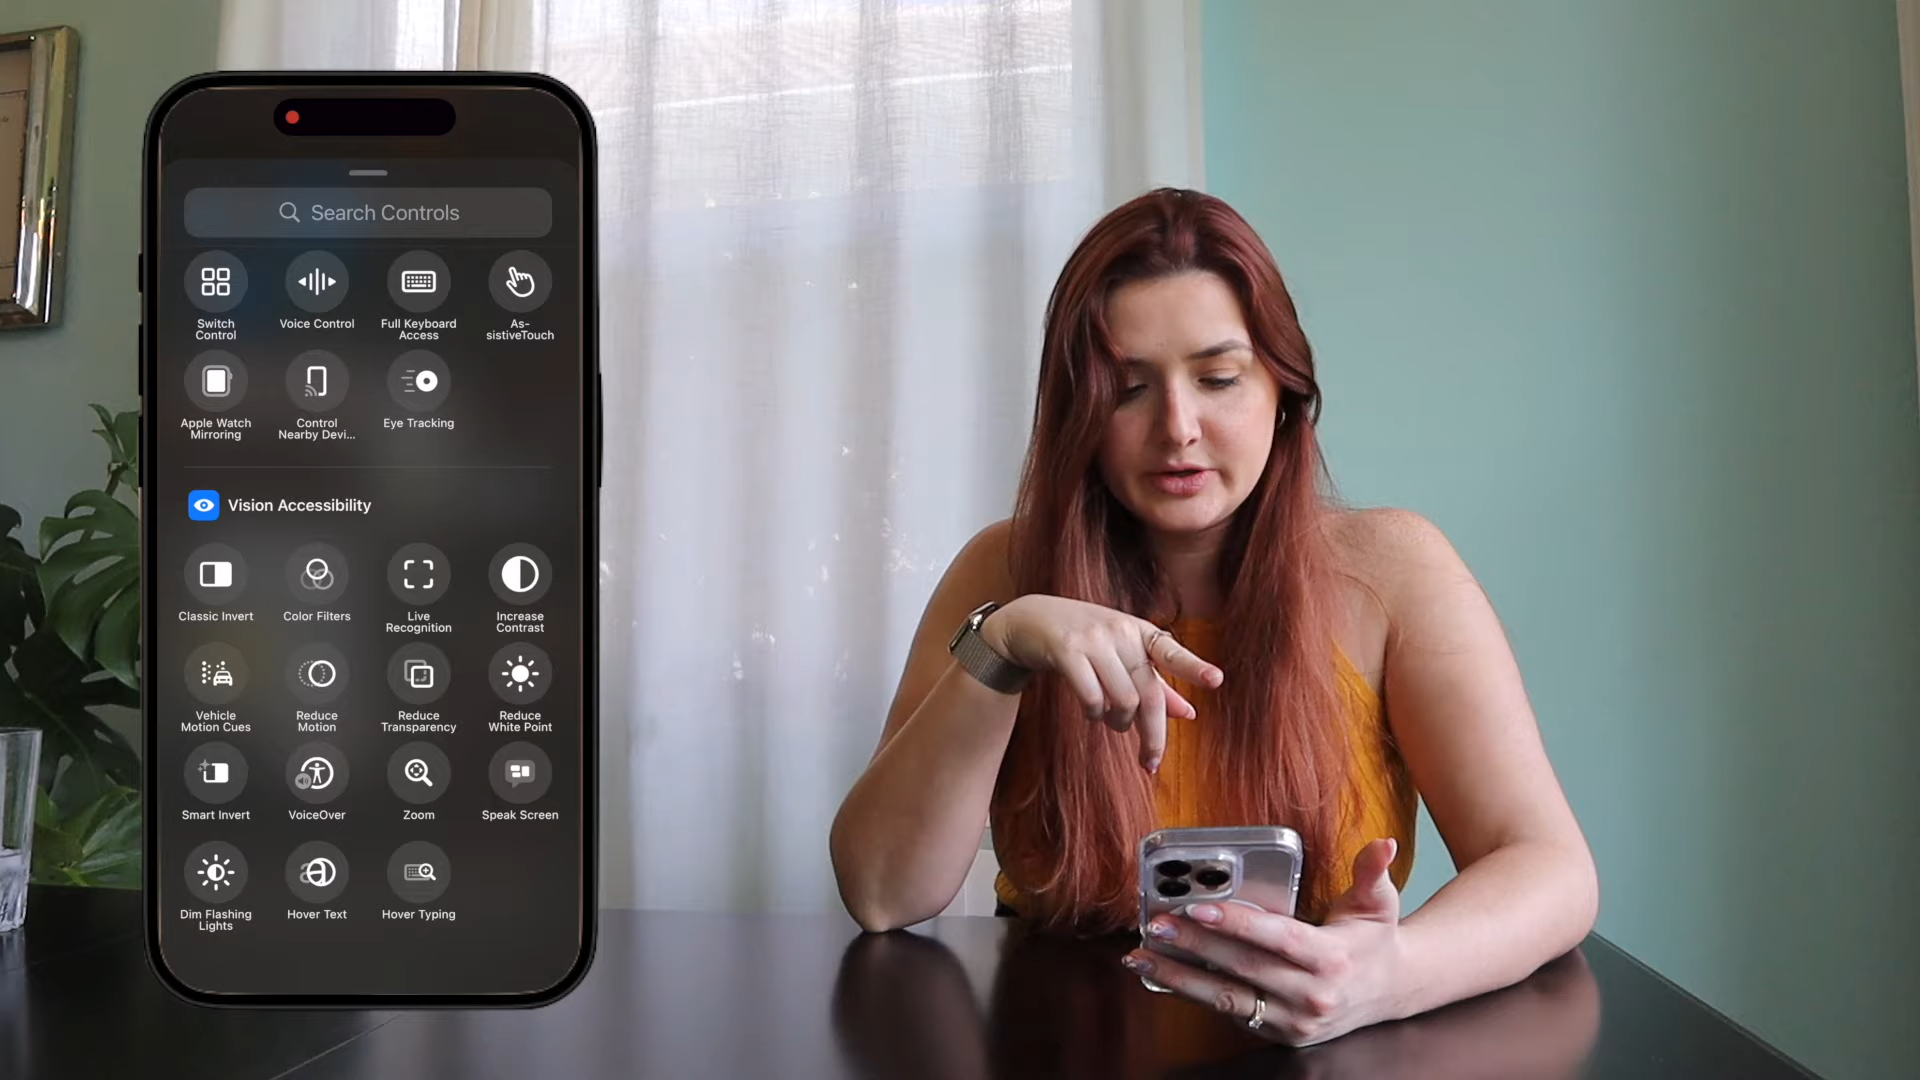 Search Controls
Switch
Control
Voice Control
Full Keyboard
Access
As-
sistiveTouch
Apple Watch
Mirroring
Control
Nearby Devi...
Eye Tracking
Vision Accessibility
Classic Invert
Color Filters
Live
Recognition
Increase
Contrast
Vehicle
Motion Cues
Reduce
Motion
Reduce
Transparency
Reduce
White Point
Smart Invert
VoiceOver
Zoom
Speak Screen
Dim Flashing
Lights
Hover Text
Hover Typing